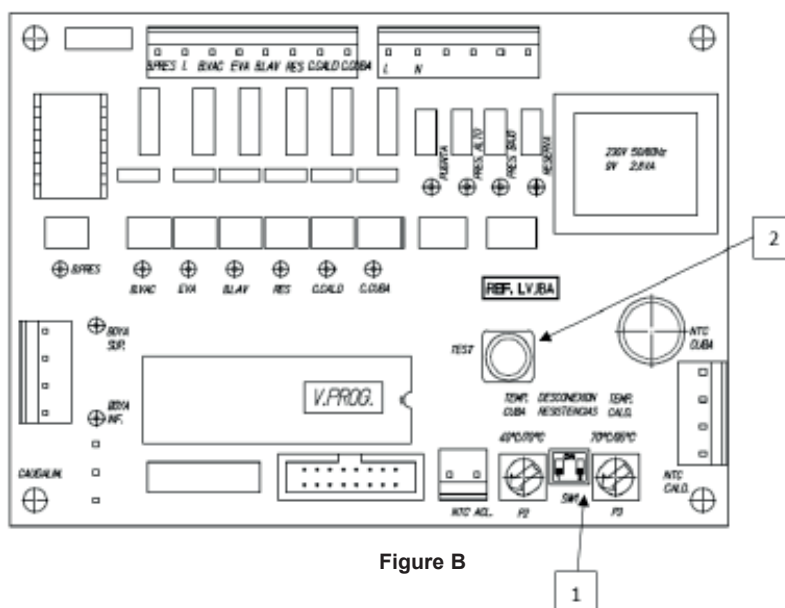 B.PRES L B.VAC EVA B.LAV RES C.CALD C.CUBA
L N
PUERTA
PRES. ALTO
PRES. BAJO
RESERVA
230V 50/60Hz
9V 2,8VA
2
B.PRES
B.VAC EVA B.LAV RES C.CALD C.CUBA
REF. LVJBA
BOYA
SUP.
TEST
NTC
CUBA
V.PROG.
TEMP. DESCONEXION TEMP.
CUBA RESISTENCIAS CALD.
BOYA
INF.
40ºC/70ºC 70ºC/95ºC
CAUDALIM.
NTC
CALD.
NTC ACL. P2 SW1 P3
Figure B
1